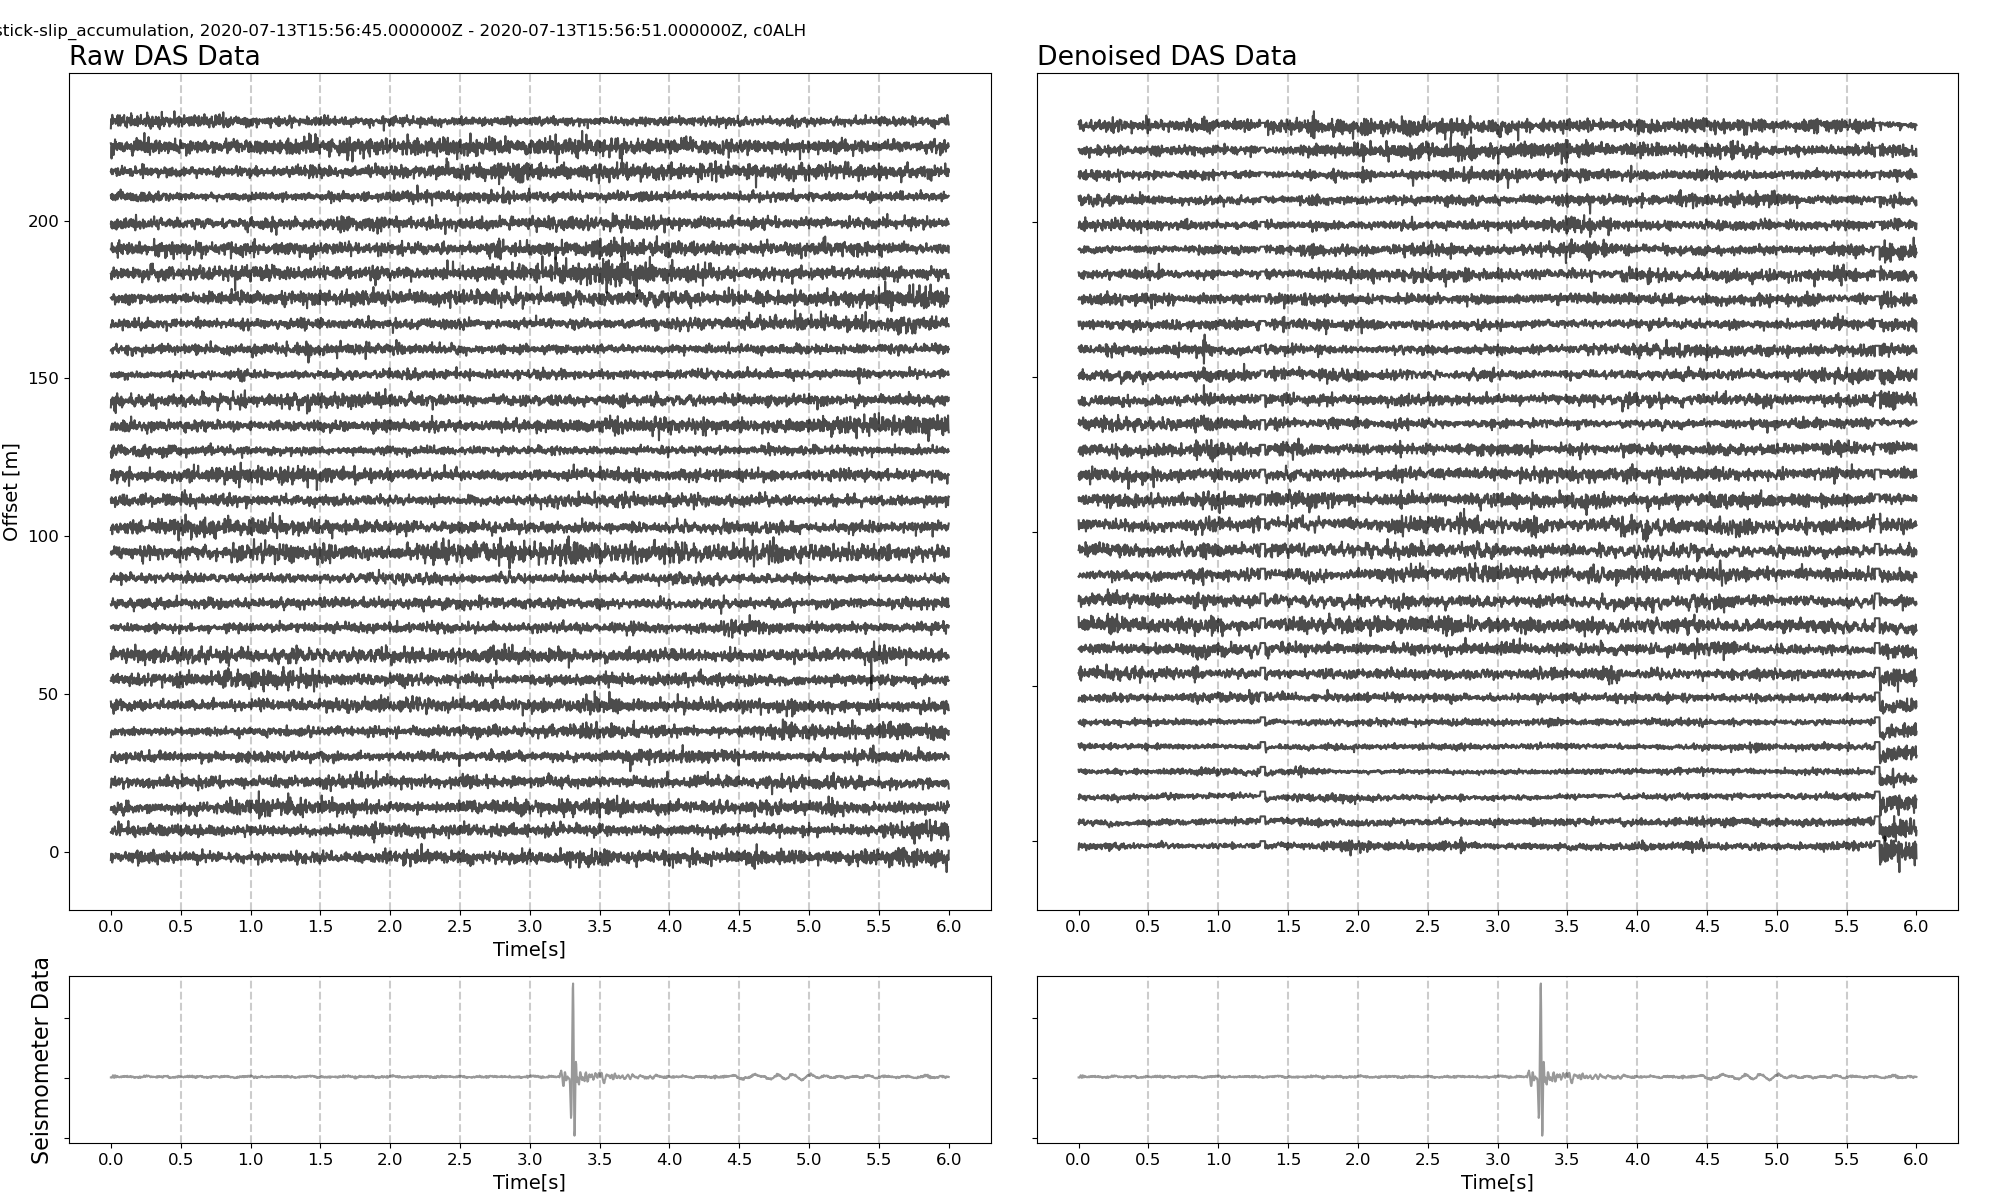 stick-slip_accumulation, 2020-07-13T15:56:45.000000Z - 2020-07-13T15:56:51.000000Z, c0ALH
Raw DAS Data
Denoised DAS Data
Offset [m]
200
150
100
50
0
0.0 0.5 1.0 1.5 2.0 2.5 3.0 3.5 4.0 4.5 5.0 5.5 6.0
Time[s]
0.0 0.5 1.0 1.5 2.0 2.5 3.0 3.5 4.0 4.5 5.0 5.5 6.0
Seismometer Data
0.0 0.5 1.0 1.5 2.0 2.5 3.0 3.5 4.0 4.5 5.0 5.5 6.0
Time[s]
0.0 0.5 1.0 1.5 2.0 2.5 3.0 3.5 4.0 4.5 5.0 5.5 6.0
Time[s]